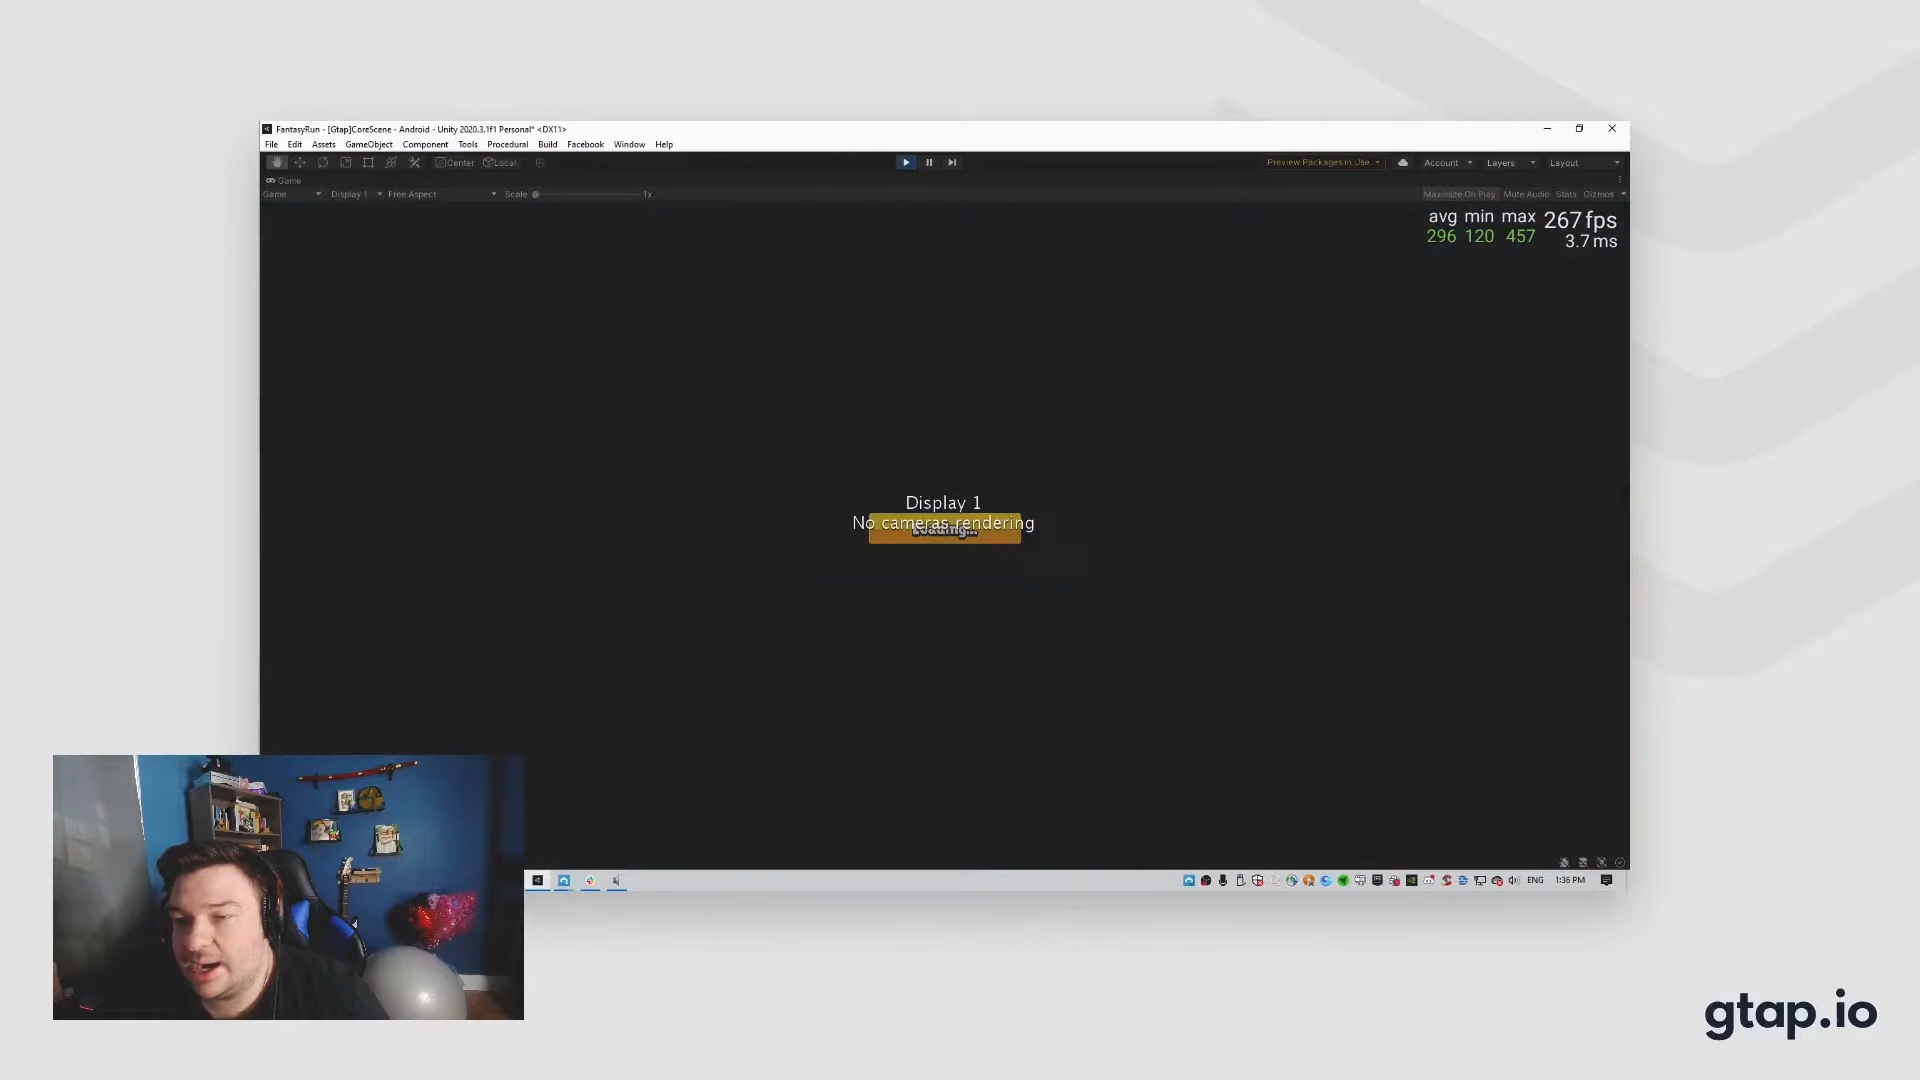 FantasyRun - [Gtap]CoreScene - Android - Unity 2020.3.1f1 Personal* <DX11>
File Edit Assets GameObject Component Tools Procedural Build Facebook Window Help
Center Local Preview Packages in Use Account Layers Layout
Game
Game Display 1 Free Aspect Scale 1x Maximize On Play Mute Audio Stats Gizmos
avg min max 267 fps
296 120 457 3.7 ms
Display 1
No cameras rendering
Loading...
ENG 1:36 PM
gtap.io